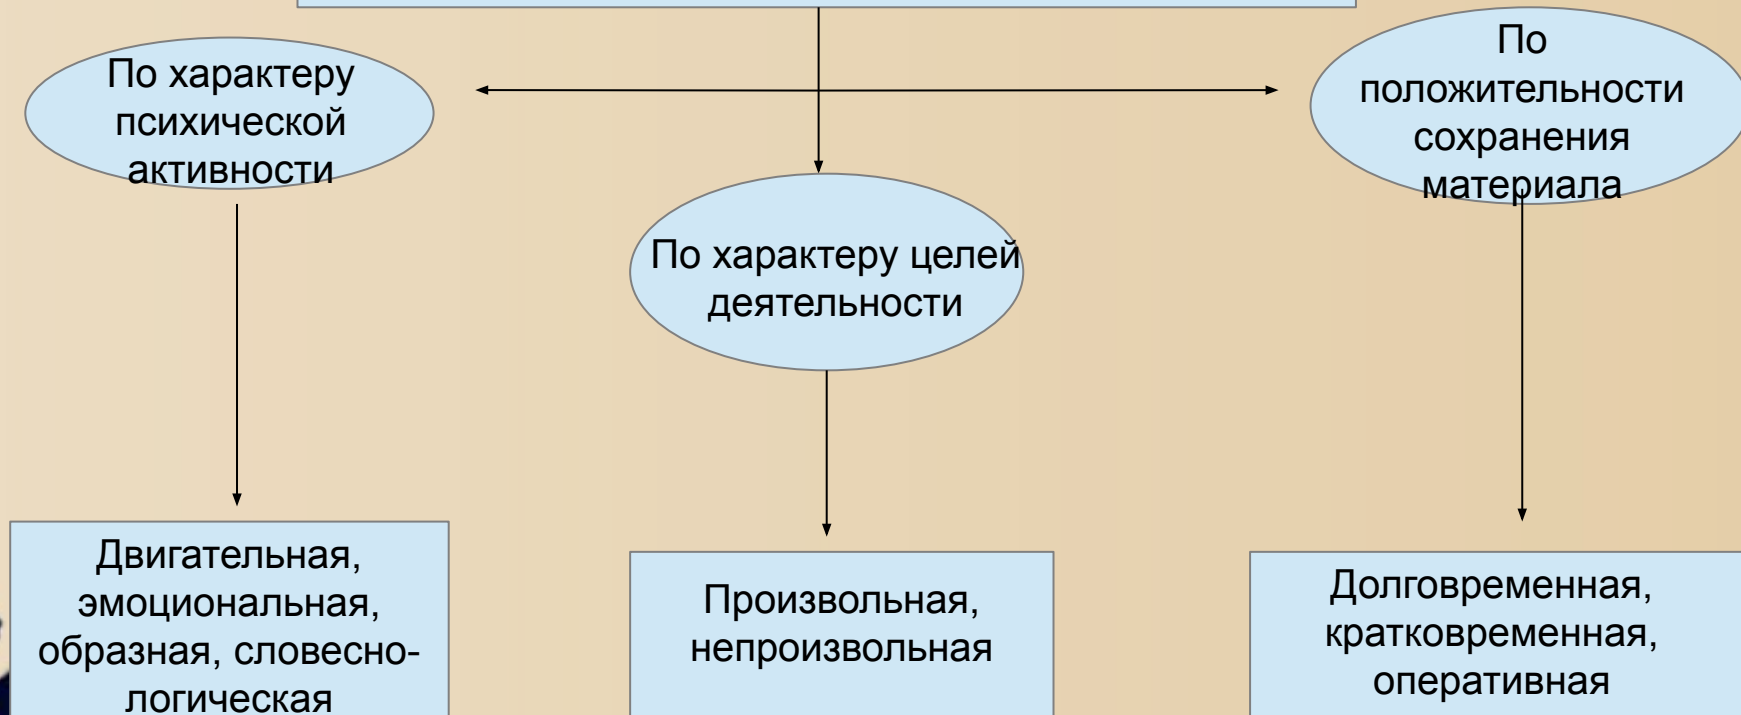 По характеру
психической
активности
По
положительности
сохранения
материала
По характеру целей
деятельности
Двигательная,
эмоциональная,
образная, словесно-
логическая
Произвольная,
непроизвольная
Долговременная,
кратковременная,
оперативная